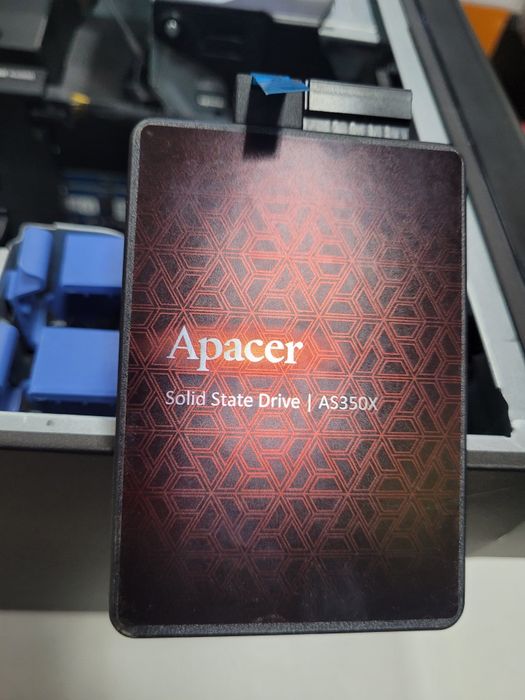 Apacer
Solid State Drive | AS350X